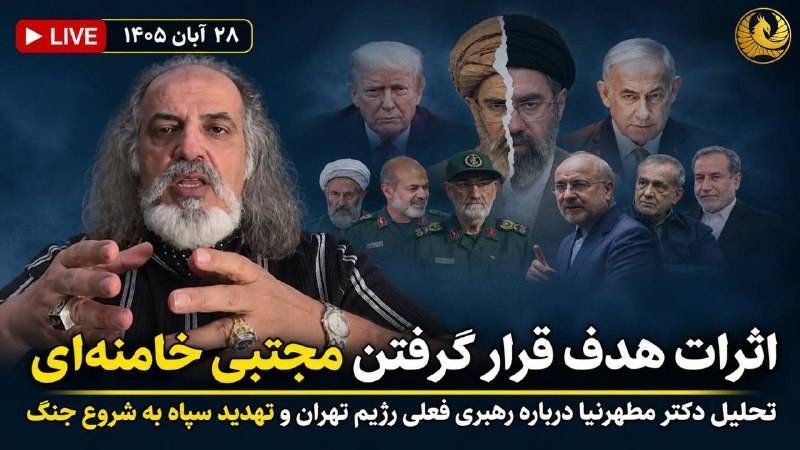 LIVE
۲۸ آبان ۱۴۰۵
اثرات هدف قرار گرفتن مجتبی خامنه‌ای
تحلیل دکتر مطهرنیا درباره رهبری فعلی رژیم تهران و تهدید سپاه به شروع جنگ